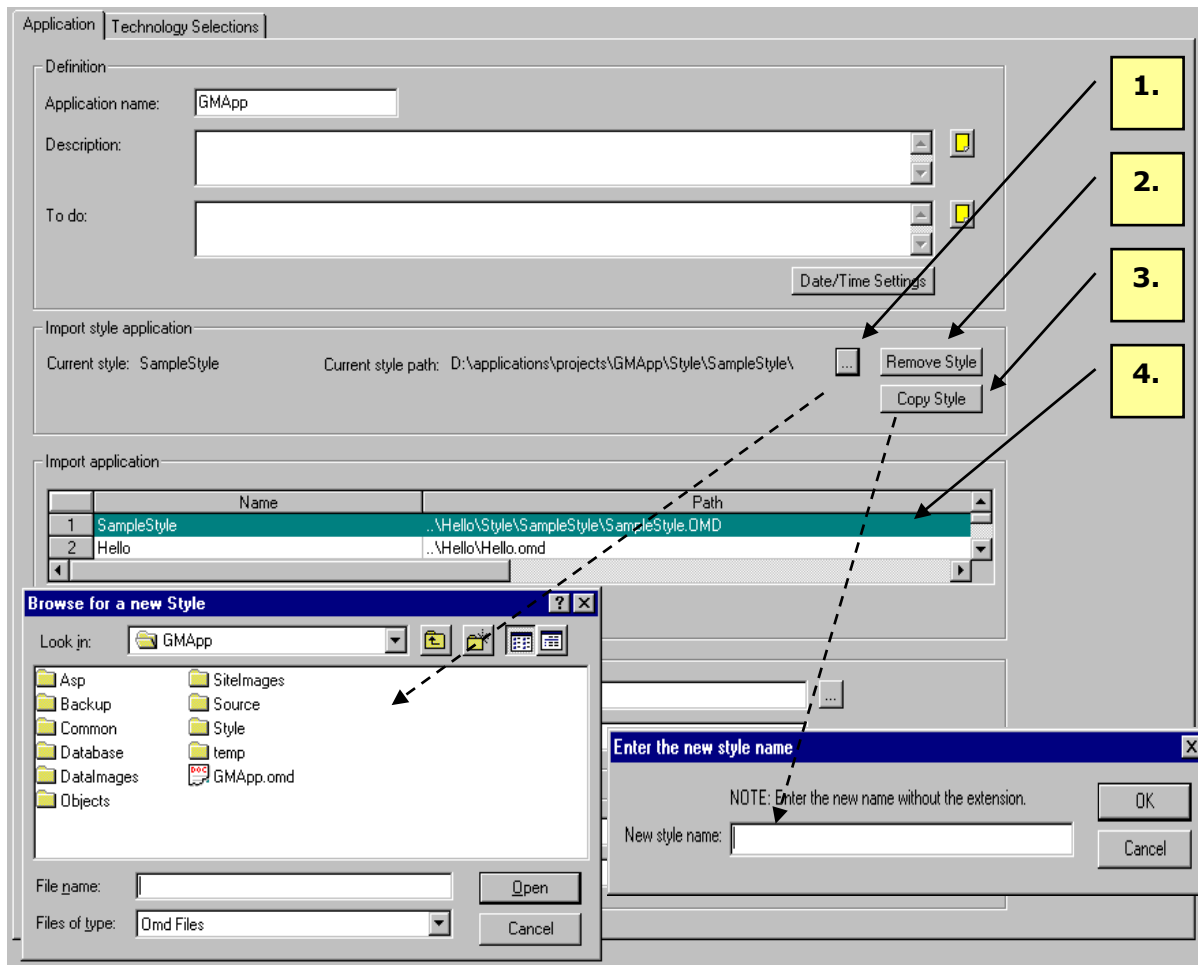 Application
Technology Selections
Definition
Application name: GMApp
Description:
To do:
Date/Time Settings
1.
2.
3.
4.
Import style application
Current style: SampleStyle
Current style path: D:\applications\projects\GMApp\Style\SampleStyle\
...
Remove Style
Copy Style
Import application
Name Path
1 SampleStyle ..\Hello\Style\SampleStyle\SampleStyle.OMD
2 Hello ..\Hello\Hello.omd
...
Browse for a new Style
?
Look in: GMApp
Asp
Backup
Common
Database
DataImages
Objects
SiteImages
Source
Style
temp
GMApp.omd
File name:
Open
Files of type: Omd Files
Cancel
Enter the new style name
NOTE: Enter the new name without the extension.
New style name:
OK
Cancel